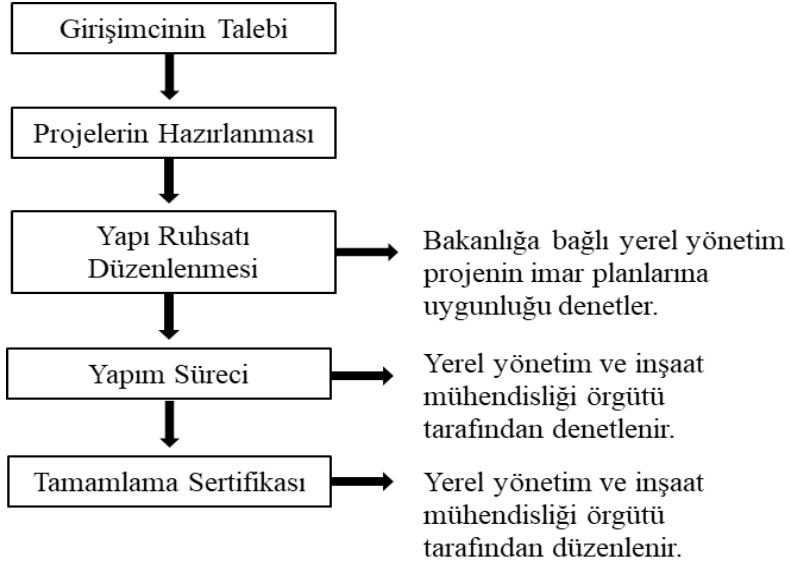 Girişimcinin Talebi
Projelerin Hazırlanması
Yapı Ruhsatı
Düzenlenmesi
Bakanlığa bağlı yerel yönetim
projenin imar planlarına
uygunluğu denetler.
Yapım Süreci
Yerel yönetim ve inşaat
mühendisliği örgütü
tarafından denetlenir.
Tamamlama Sertifikası
Yerel yönetim ve inşaat
mühendisliği örgütü
tarafından düzenlenir.